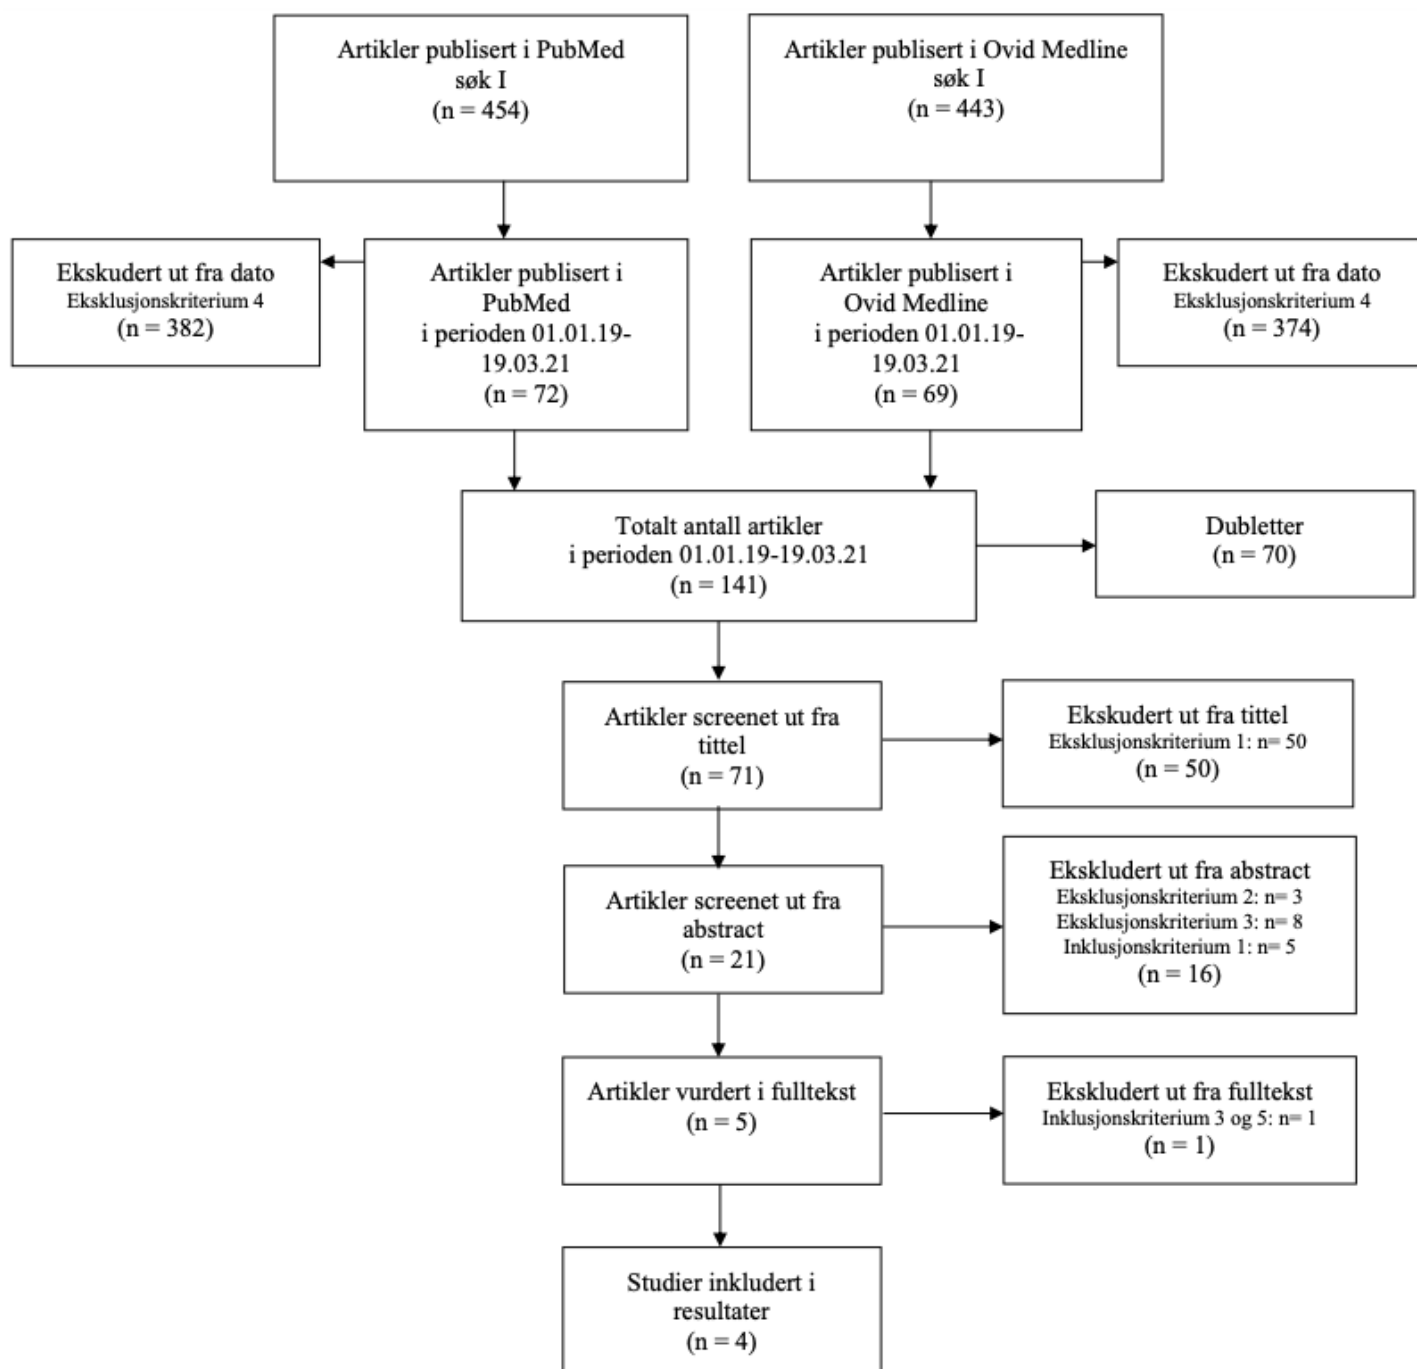 Artikler publisert i PubMed
søk I
(n = 454)
Artikler publisert i Ovid Medline
søk I
(n = 443)
Ekskudert ut fra dato
Eksklusjonskriterium 4
(n = 382)
Artikler publisert i
PubMed
i perioden 01.01.19-
19.03.21
(n = 72)
Artikler publisert i
Ovid Medline
i perioden 01.01.19-
19.03.21
(n = 69)
Ekskudert ut fra dato
Eksklusjonskriterium 4
(n = 374)
Totalt antall artikler
i perioden 01.01.19-19.03.21
(n = 141)
Dubletter
(n = 70)
Artikler screenet ut fra
tittel
(n = 71)
Ekskudert ut fra tittel
Eksklusjonskriterium 1: n= 50
(n = 50)
Artikler screenet ut fra
abstract
(n = 21)
Ekskludert ut fra abstract
Eksklusjonskriterium 2: n= 3
Eksklusjonskriterium 3: n= 8
Inklusjonskriterium 1: n= 5
(n = 16)
Artikler vurdert i fulltekst
(n = 5)
Ekskludert ut fra fulltekst
Inklusjonskriterium 3 og 5: n= 1
(n = 1)
Studier inkludert i
resultater
(n = 4)